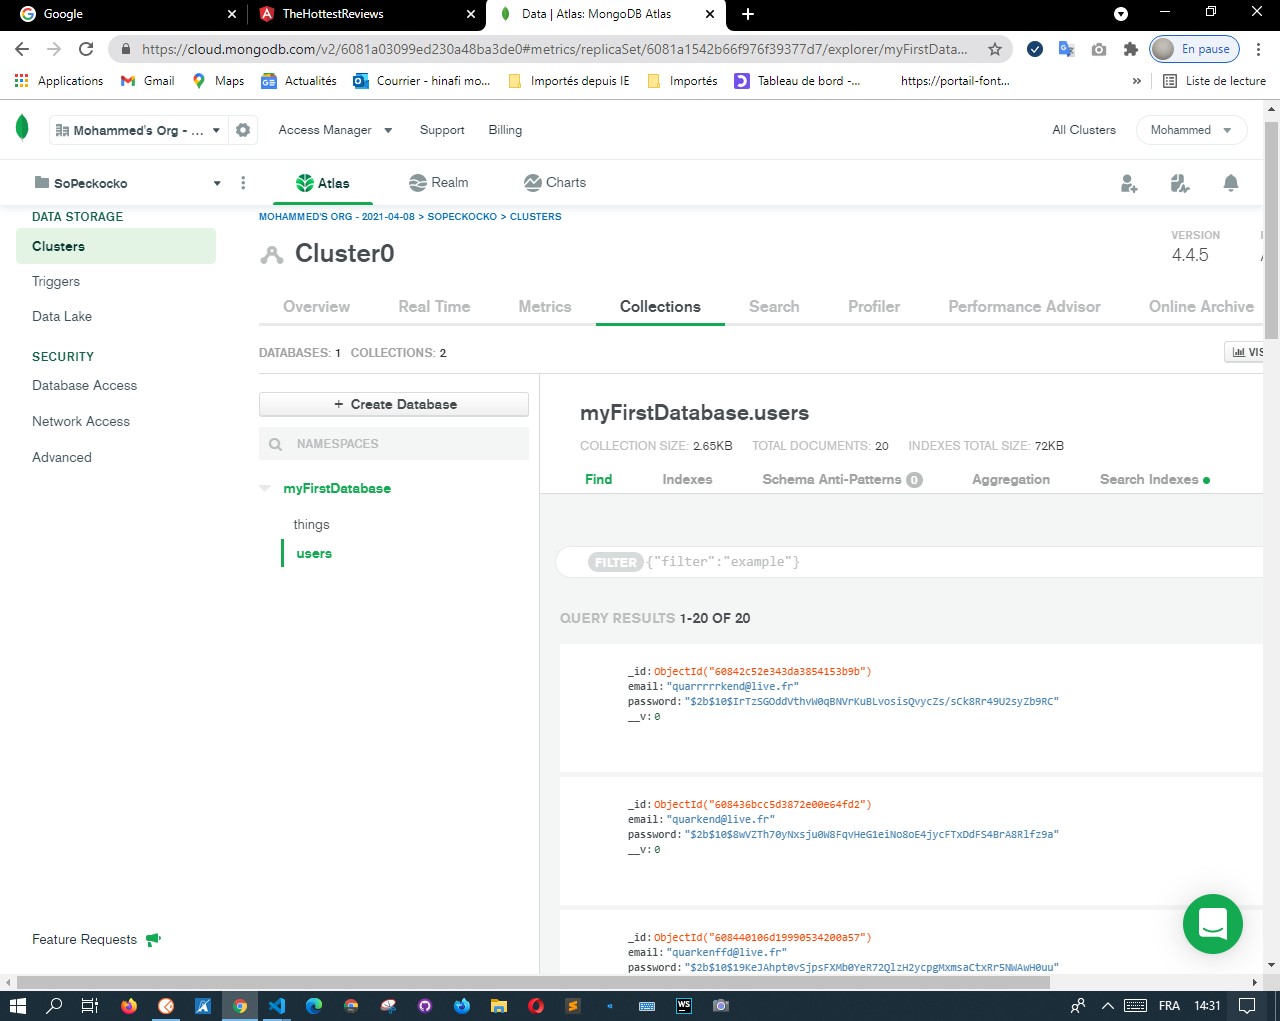 Google
TheHottestReviews
Data | Atlas: MongoDB Atlas
https://cloud.mongodb.com/v2/6081a03099ed230a48ba3de0#metrics/replicaSet/6081a1542b66f976f39377d7/explorer/myFirstData...
En pause
Applications
Gmail
Maps
Actualités
Courrier - hinafi mo...
Importés depuis IE
Importés
Tableau de bord -...
https://portail-font...
»
Liste de lecture
Mohammed's Org - ...
Access Manager
Support
Billing
All Clusters
Mohammed
SoPeckocko
Atlas
Realm
Charts
DATA STORAGE
Clusters
Triggers
Data Lake
SECURITY
Database Access
Network Access
Advanced
Feature Requests
MOHAMMED'S ORG - 2021-04-08 > SOPECKOCKO > CLUSTERS
Cluster0
VERSION
4.4.5
Overview
Real Time
Metrics
Collections
Search
Profiler
Performance Advisor
Online Archive
DATABASES: 1 COLLECTIONS: 2
VIS
+ Create Database
NAMESPACES
myFirstDatabase
things
users
myFirstDatabase.users
COLLECTION SIZE: 2.65KB TOTAL DOCUMENTS: 20 INDEXES TOTAL SIZE: 72KB
Find
Indexes
Schema Anti-Patterns 0
Aggregation
Search Indexes
FILTER {"filter":"example"}
QUERY RESULTS 1-20 OF 20
_id: ObjectId("60842c52e343da3854153b9b")
email: "quarrrrrkend@live.fr"
password: "$2b$10$IrTzSGOddVthvW0qBNVrKuBLvosisQvycZs/sCk8Rr49U2syZb9RC"
__v: 0
_id: ObjectId("608436bcc5d3872e00e64fd2")
email: "quarkend@live.fr"
password: "$2b$10$8wVZTh70yNxsju0W8FqvHeG1eiNo8oE4jycFTxDdFS4BrA8Rlfz9a"
__v: 0
_id: ObjectId("608440106d19990534200a57")
email: "quarkenffd@live.fr"
password: "$2b$10$19KeJAhpt0vSjpsFXMb0YeR72QlzH2ycpgMxmsaCtxRr5NWAwH0uu"
WS
FRA
14:31